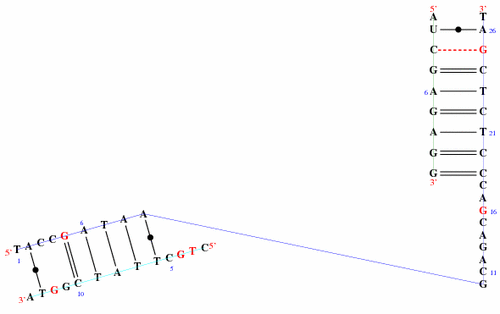 5' 3'
A T
U A 26
C G
G C
6 A T
G C
A T 21
G C
G C
3' C
A
G 16
C
A
G
A
C 11
G
5' T A C C G A T A A
1 6
3' A T G G C T A T T C G T C 5'
10 5